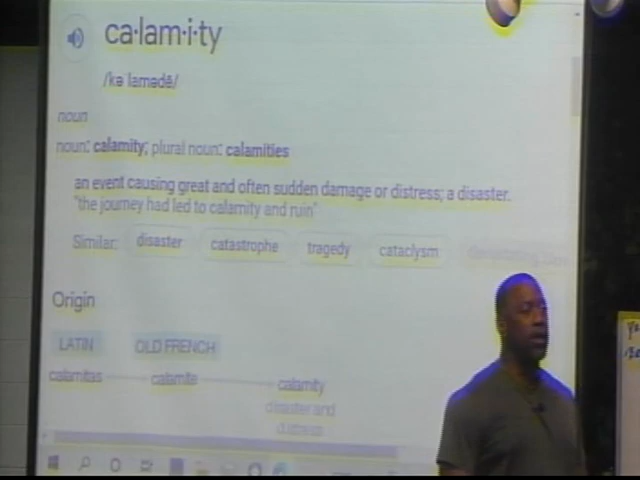 ca·lam·i·ty
/kəˈlamədē/
noun
noun: calamity; plural noun: calamities
an event causing great and often sudden damage or distress; a disaster.
"the journey had led to calamity and ruin"
Similar: disaster catastrophe tragedy cataclysm
Origin
LATIN OLD FRENCH
calamitas calamite calamity
disaster and
distress